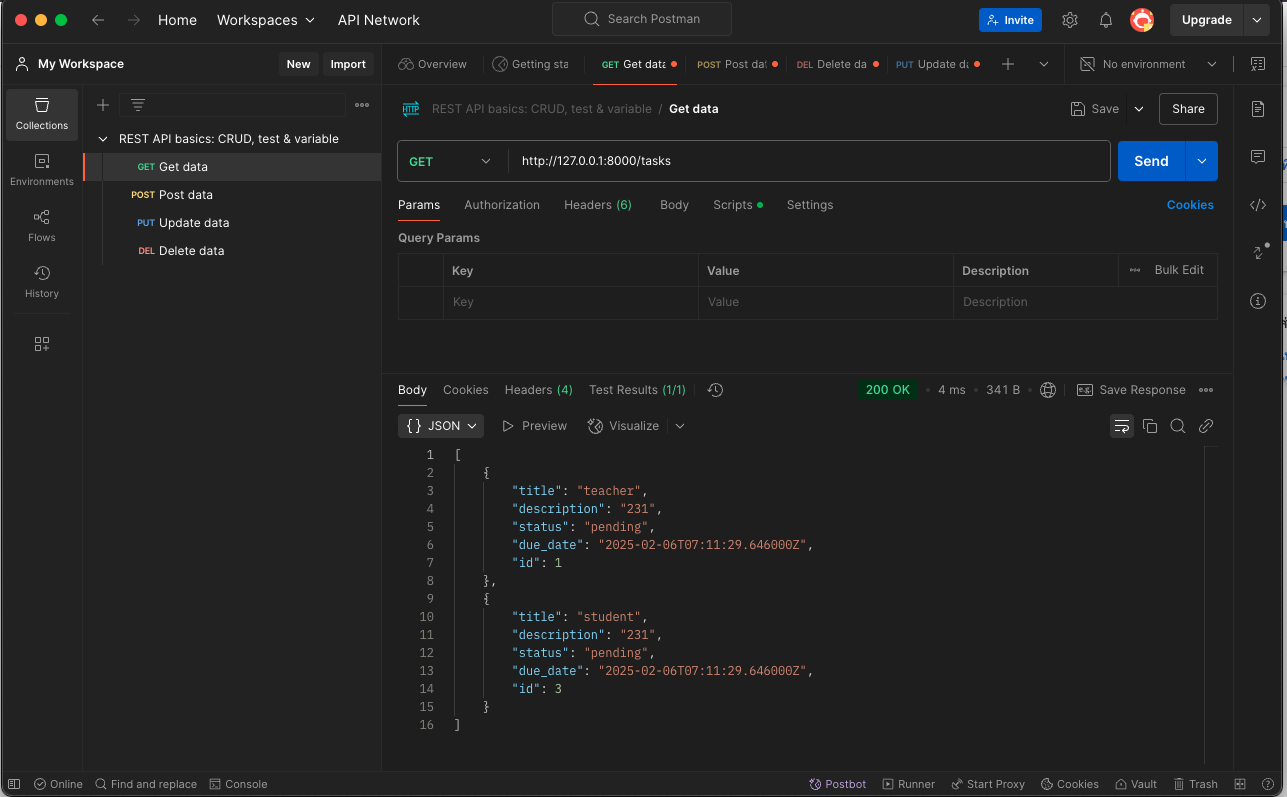 Home Workspaces API Network Search Postman Invite Upgrade
My Workspace New Import Overview Getting sta GET Get data POST Post dat DEL Delete da PUT Update da No environment
Collections
Environments
Flows
History
REST API basics: CRUD, test & variable
GET Get data
POST Post data
PUT Update data
DEL Delete data
HTTP REST API basics: CRUD, test & variable / Get data Save Share
GET http://127.0.0.1:8000/tasks Send
Params Authorization Headers (6) Body Scripts Settings Cookies
Query Params
Key Value Description Bulk Edit
Key Value Description
Body Cookies Headers (4) Test Results (1/1) 200 OK 4 ms 341 B e.g. Save Response
{} JSON Preview Visualize
1 [
2 {
3 "title": "teacher",
4 "description": "231",
5 "status": "pending",
6 "due_date": "2025-02-06T07:11:29.646000Z",
7 "id": 1
8 },
9 {
10 "title": "student",
11 "description": "231",
12 "status": "pending",
13 "due_date": "2025-02-06T07:11:29.646000Z",
14 "id": 3
15 }
16 ]
Online Find and replace Console Postbot Runner Start Proxy Cookies Vault Trash